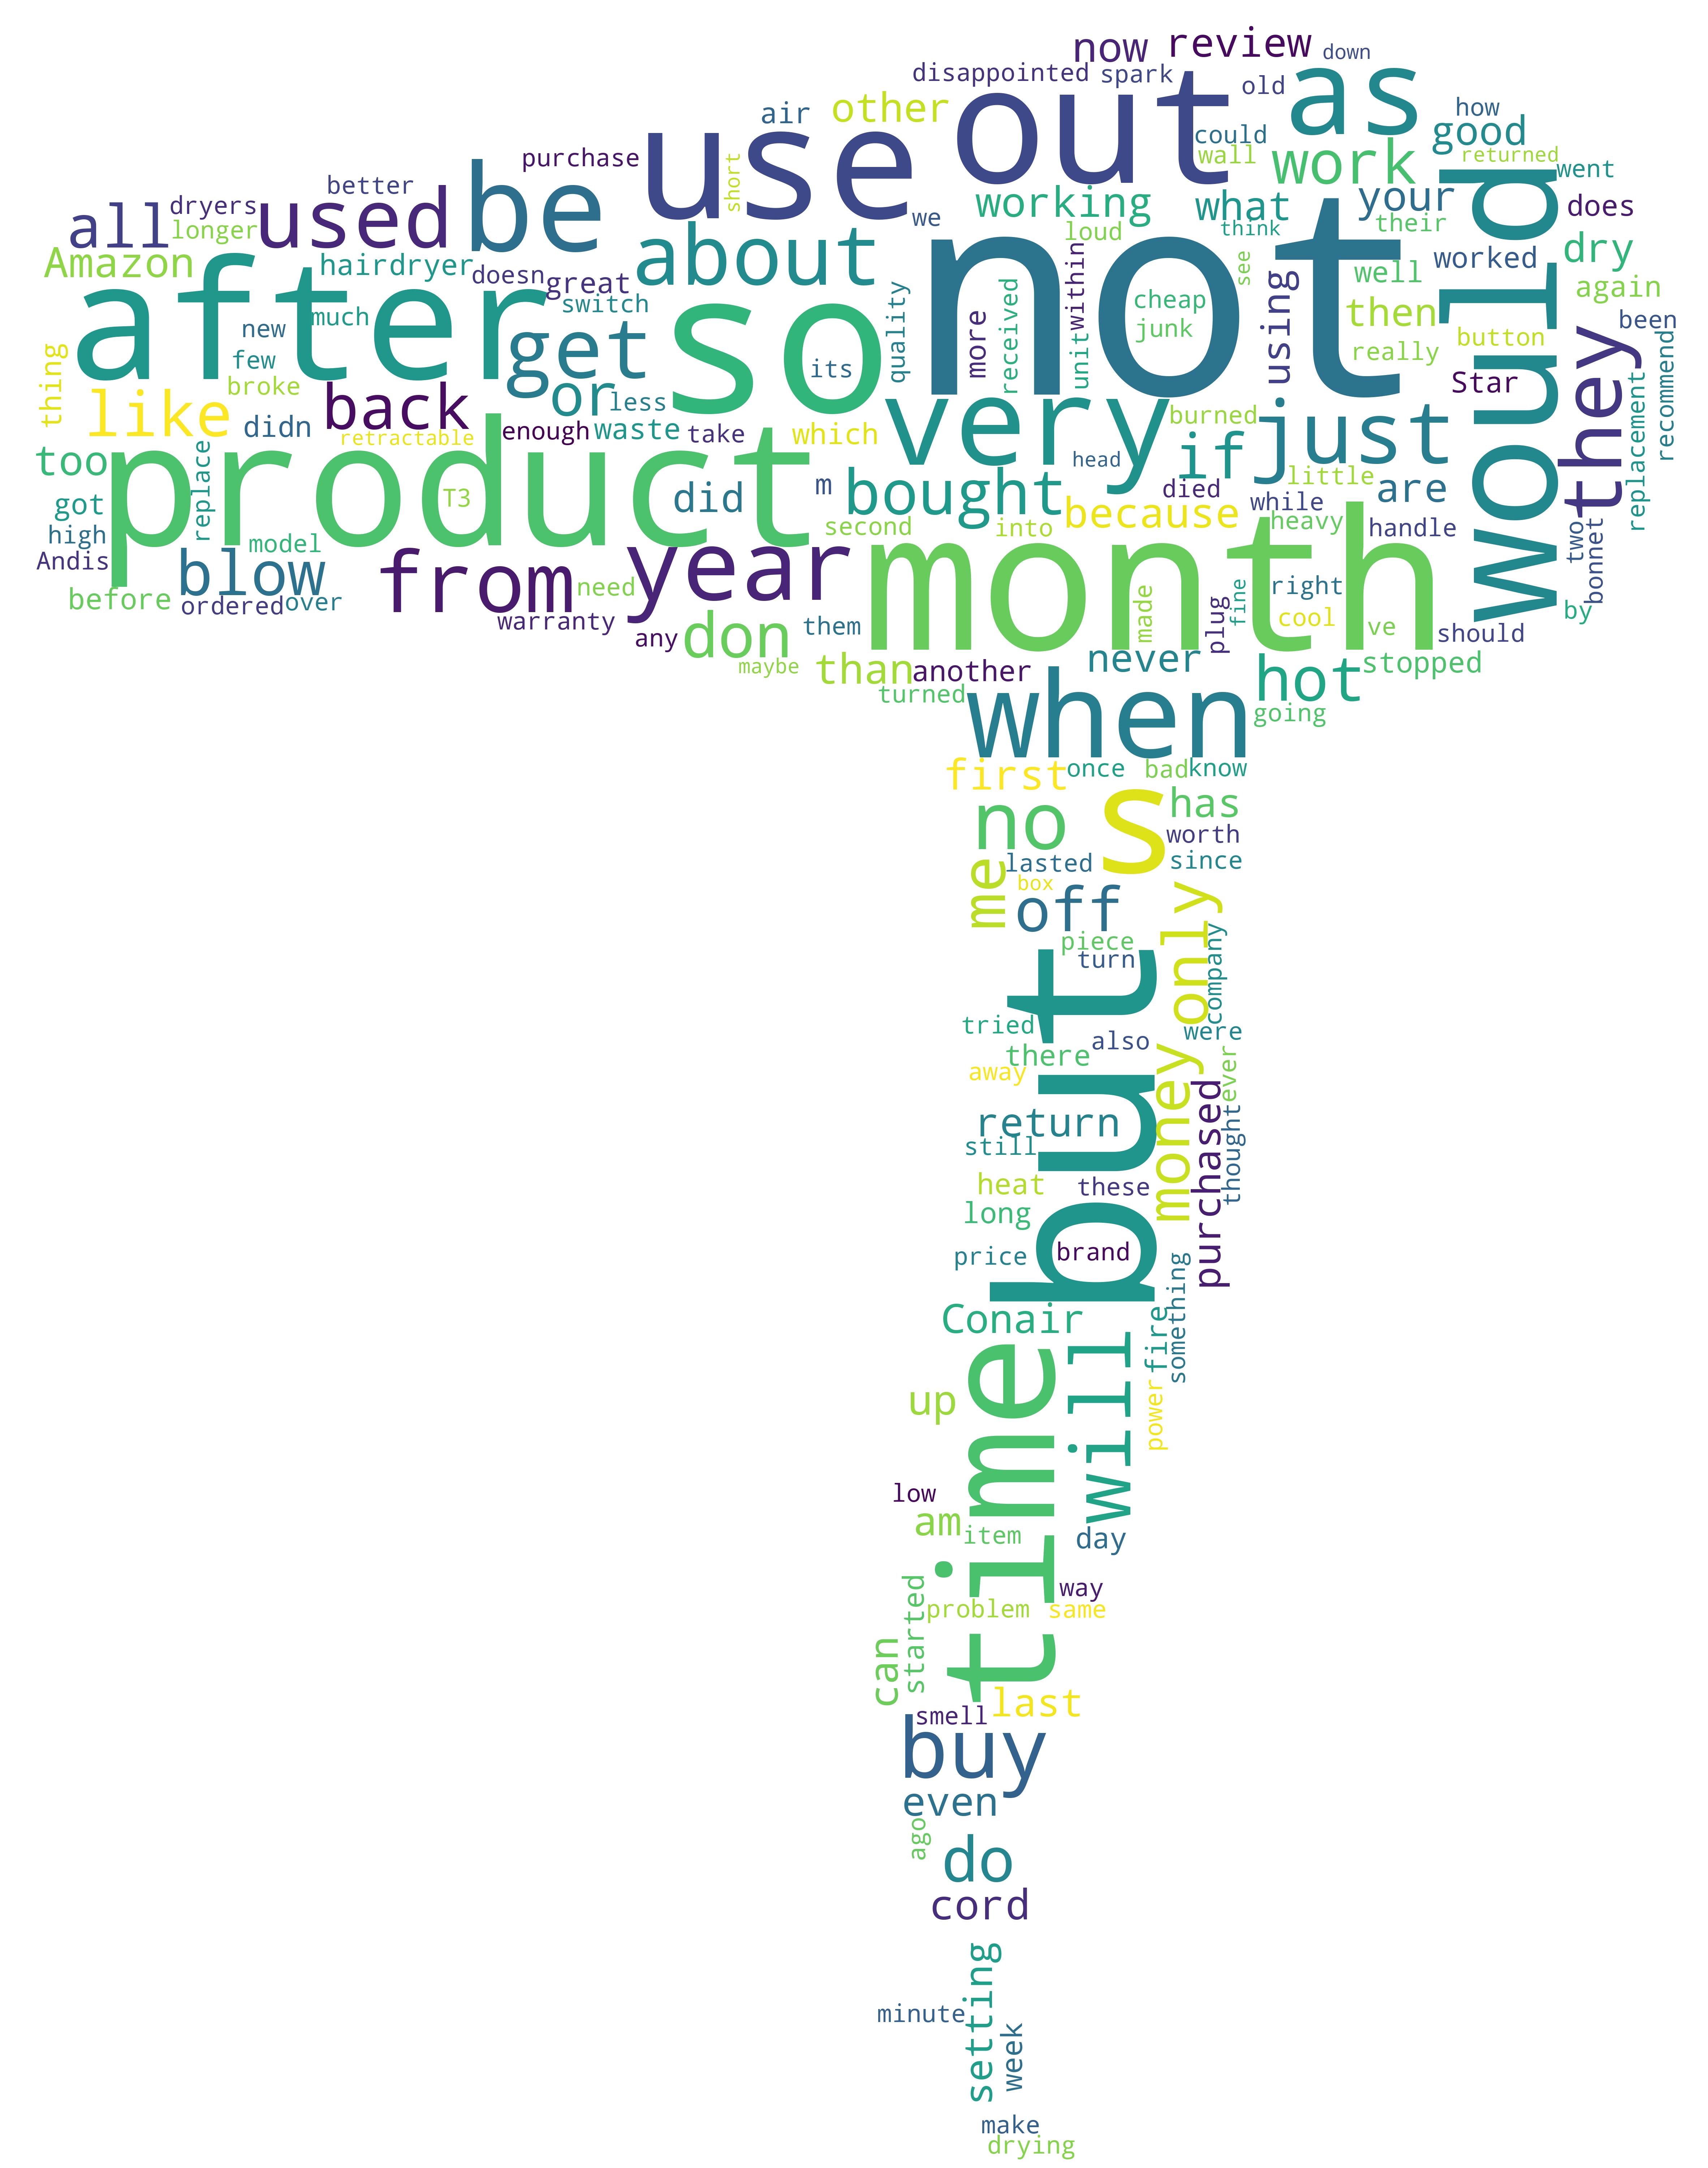 now
review
down
disappointed
spark
old
as
out
air
other
how
good
use
could
wall
work
returned
went
purchase
short
better
be
working
what
your
would
does
dryers
used
all
longer
we
about
loud
think
their
dry
worked
Amazon
hairdryer
doesn
great
not
within
see
well
again
after
switch
so
quality
received
cheap
junk
using
then
been
new
much
get
its
more
unit
really
button
they
few
thing
broke
back
or
less
Star
replacement
recommend
like
didn
retractable
enough
waste
take
which
very
burned
if
just
too
replace
product
head
little
got
T3
did
m
bought
because
died
while
are
high
model
second
into
heavy
handle
two
bonnet
Andis
blow
from
need
year
month
made
fine
right
before
ordered
over
warranty
any
don
them
plug
cool
ve
should
by
maybe
than
another
never
hot
stopped
turned
when
going
first
once
bad
know
no
s
has
worth
me
lasted
since
box
off
only
piece
turn
company
but
tried
there
also
were
away
money
ever
return
purchased
thought
still
heat
these
long
price
brand
something
Conair
will
fire
time
up
power
low
am
item
day
way
started
problem
same
can
smell
last
buy
even
ago
do
cord
setting
minute
week
make
drying